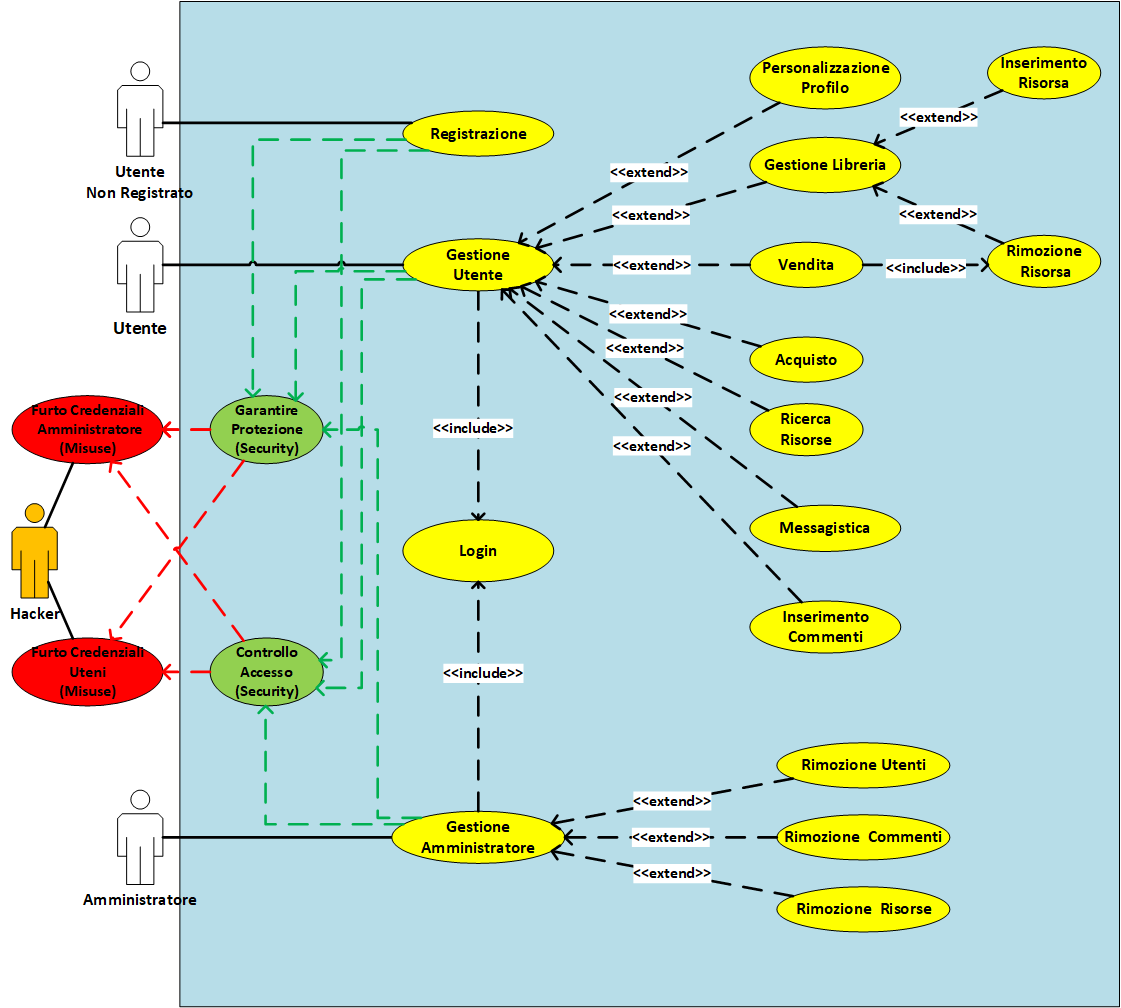 Personalizzazione
Profilo
Inserimento
Risorsa
<<extend>>
Registrazione
Utente
Non Registrato
Gestione Libreria
<<extend>>
<<extend>>
<<extend>>
Gestione
Utente
<<extend>>
Vendita
<<include>>
Rimozione
Risorsa
Utente
<<extend>>
<<extend>>
Acquisto
<<extend>>
Ricerca
Risorse
<<extend>>
Furto Credenziali
Amministratore
(Misuse)
Garantire
Protezione
(Security)
<<include>>
Messagistica
Login
Hacker
Inserimento
Commenti
Furto Credenziali
Uteni
(Misuse)
Controllo
Accesso
(Security)
<<include>>
Rimozione Utenti
<<extend>>
Gestione
Amministratore
<<extend>>
Rimozione Commenti
<<extend>>
Rimozione Risorse
Amministratore